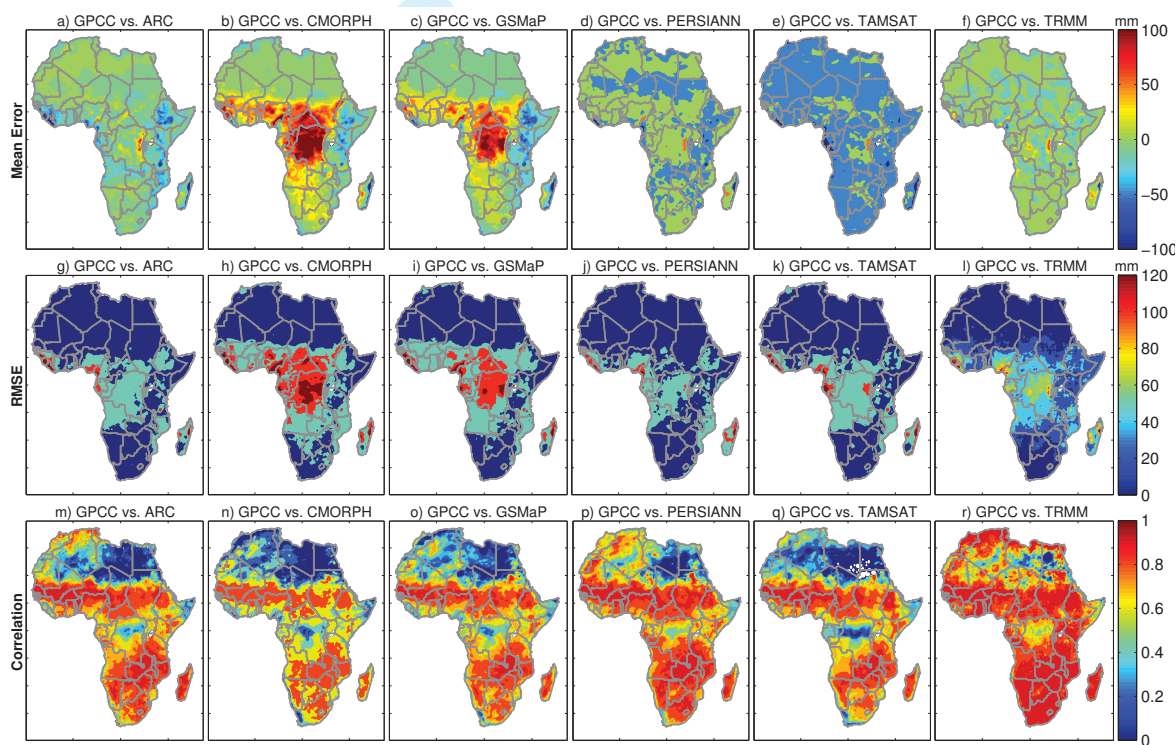 a) GPCC vs. ARC
b) GPCC vs. CMORPH
c) GPCC vs. GSMaP
d) GPCC vs. PERSIANN
e) GPCC vs. TAMSAT
f) GPCC vs. TRMM
mm
100
50
0
−50
−100
Mean Error
g) GPCC vs. ARC
h) GPCC vs. CMORPH
i) GPCC vs. GSMaP
j) GPCC vs. PERSIANN
k) GPCC vs. TAMSAT
l) GPCC vs. TRMM
mm
120
100
80
60
40
20
0
RMSE
m) GPCC vs. ARC
n) GPCC vs. CMORPH
o) GPCC vs. GSMaP
p) GPCC vs. PERSIANN
q) GPCC vs. TAMSAT
r) GPCC vs. TRMM
1
0.8
0.6
0.4
0.2
0
Correlation